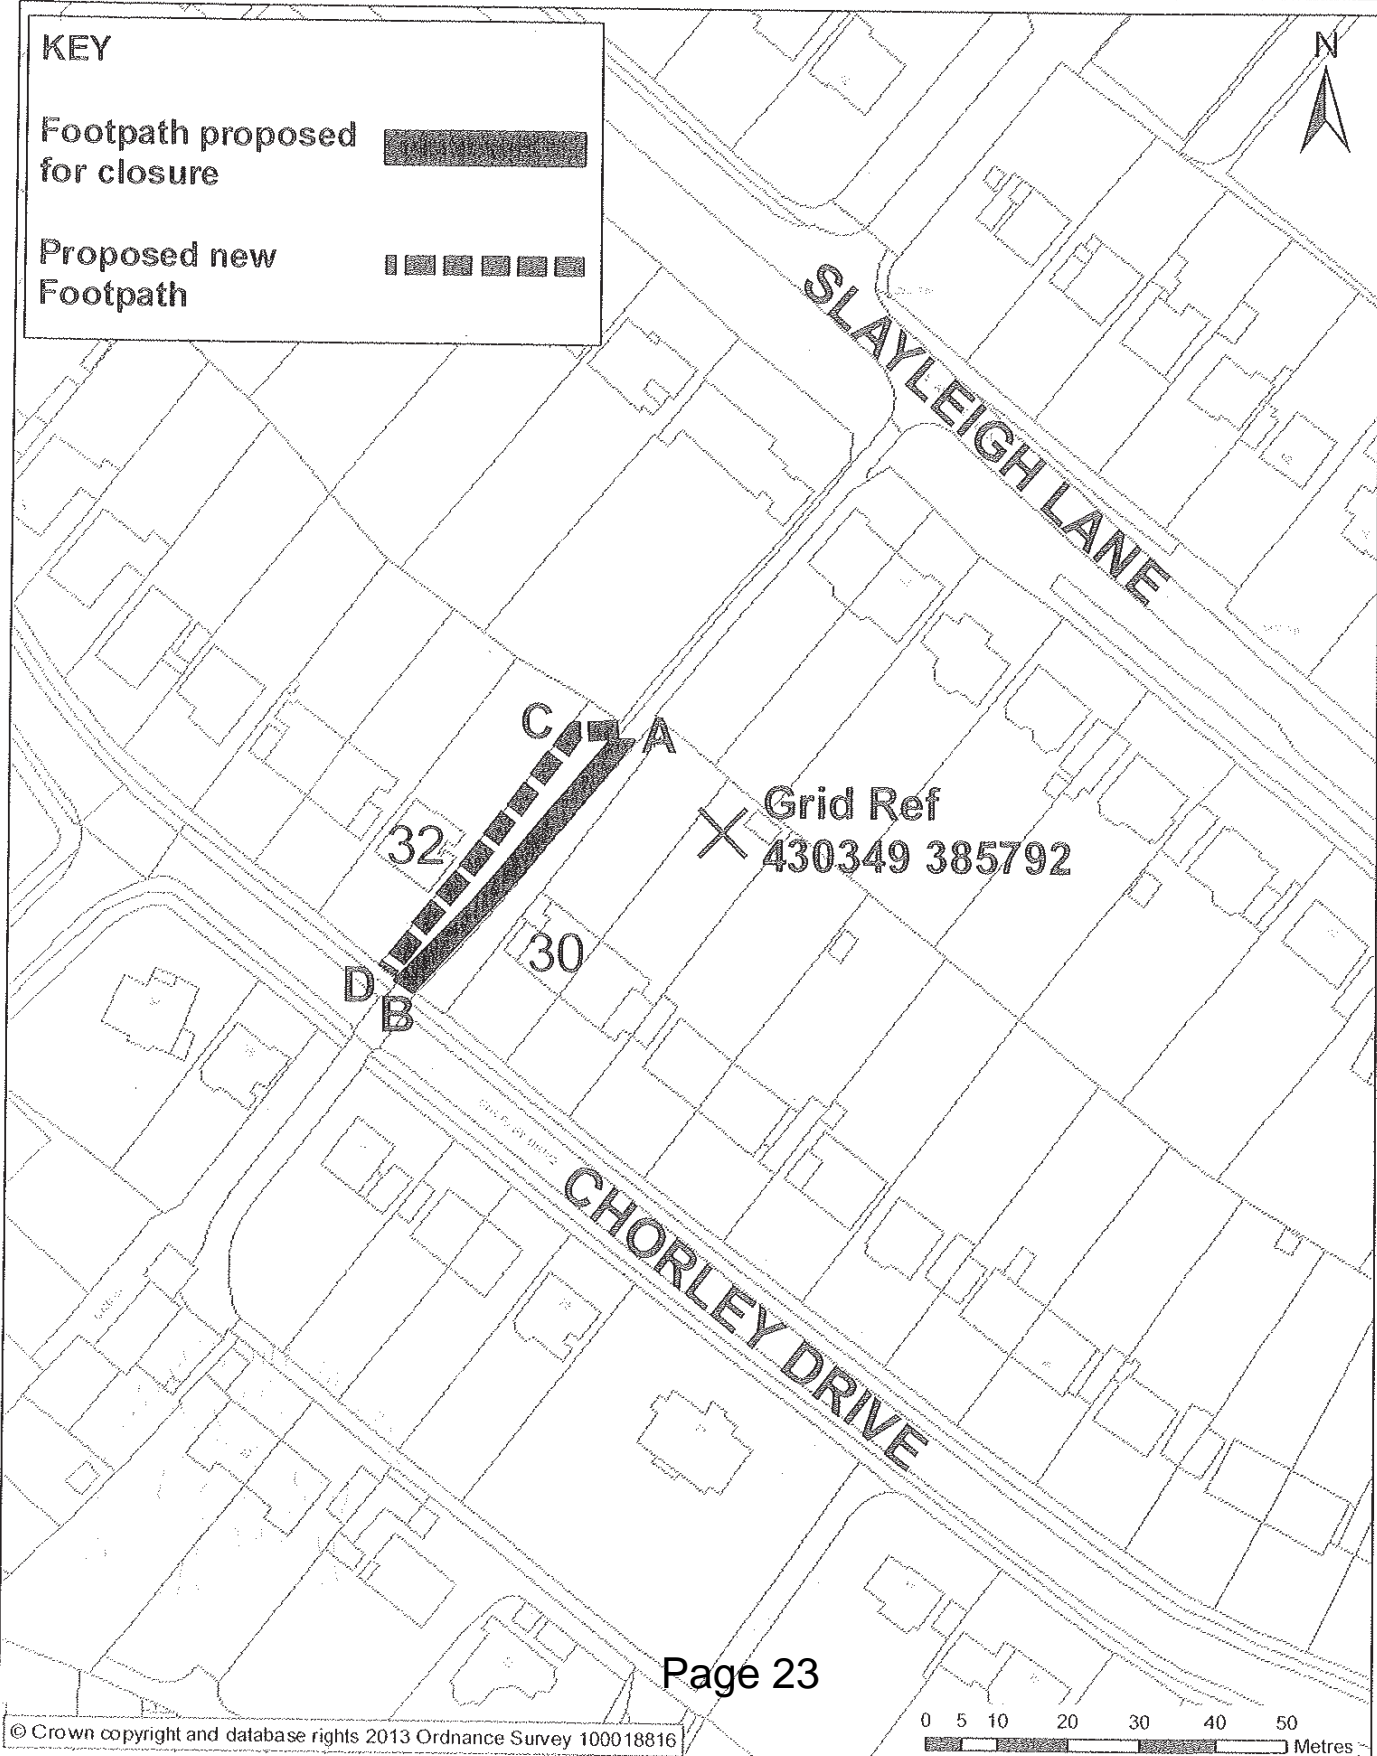 KEY
Footpath proposed
for closure
Proposed new
Footpath
N
SLAYLEIGH LANE
C
A
Grid Ref
430349 385792
32
30
D
B
CHORLEY DRIVE
Page 23
© Crown copyright and database rights 2013 Ordnance Survey 100018816
0 5 10 20 30 40 50
Metres